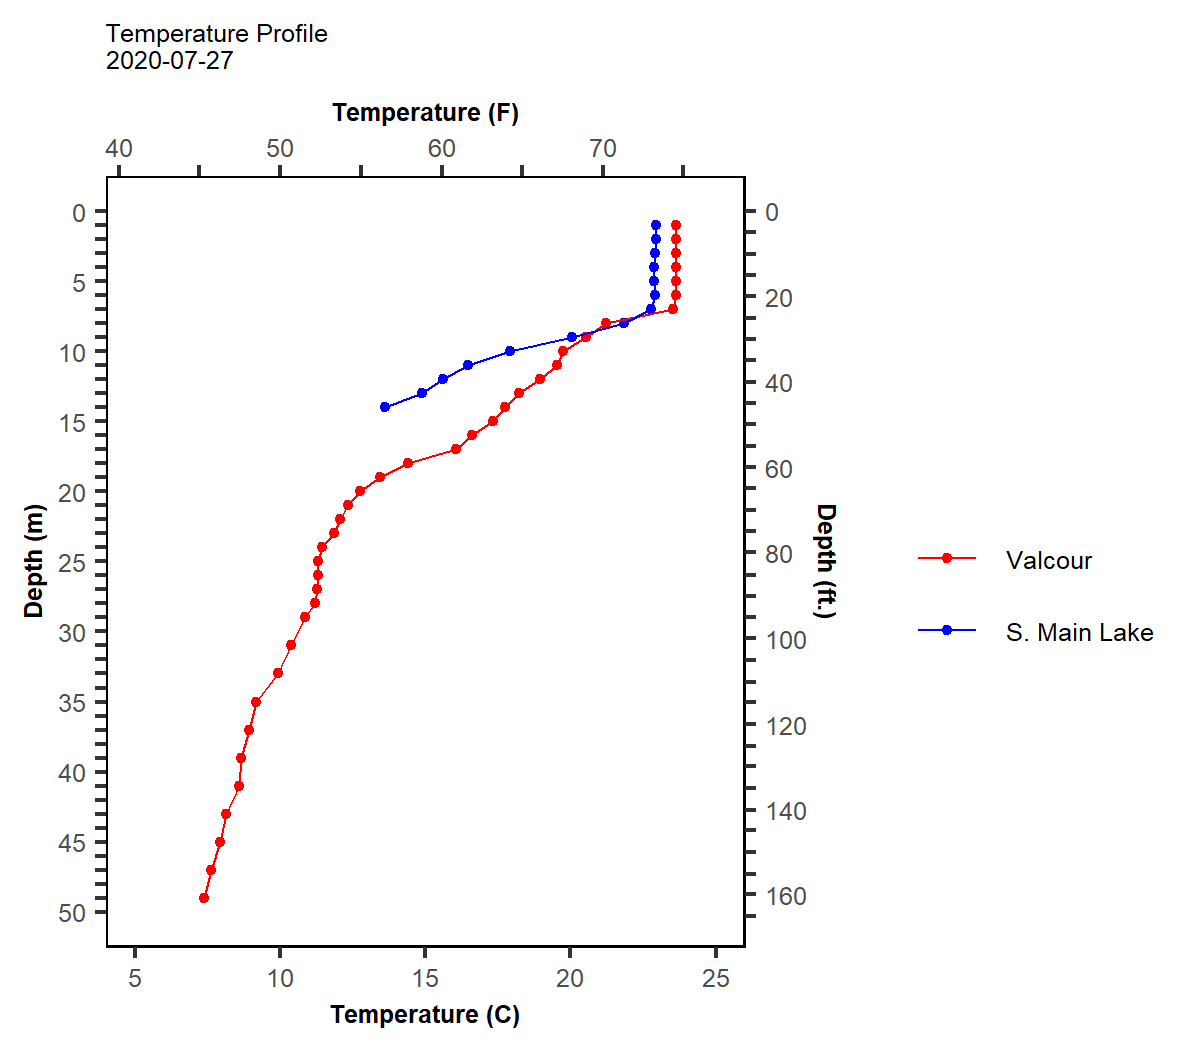 Temperature Profile
2020-07-27
Temperature (F)
40 50 60 70
0 5 10 15 20 25 30 35 40 45 50
Depth (m)
0 20 40 60 80 100 120 140 160
Depth (ft.)
Valcour
S. Main Lake
5 10 15 20 25
Temperature (C)